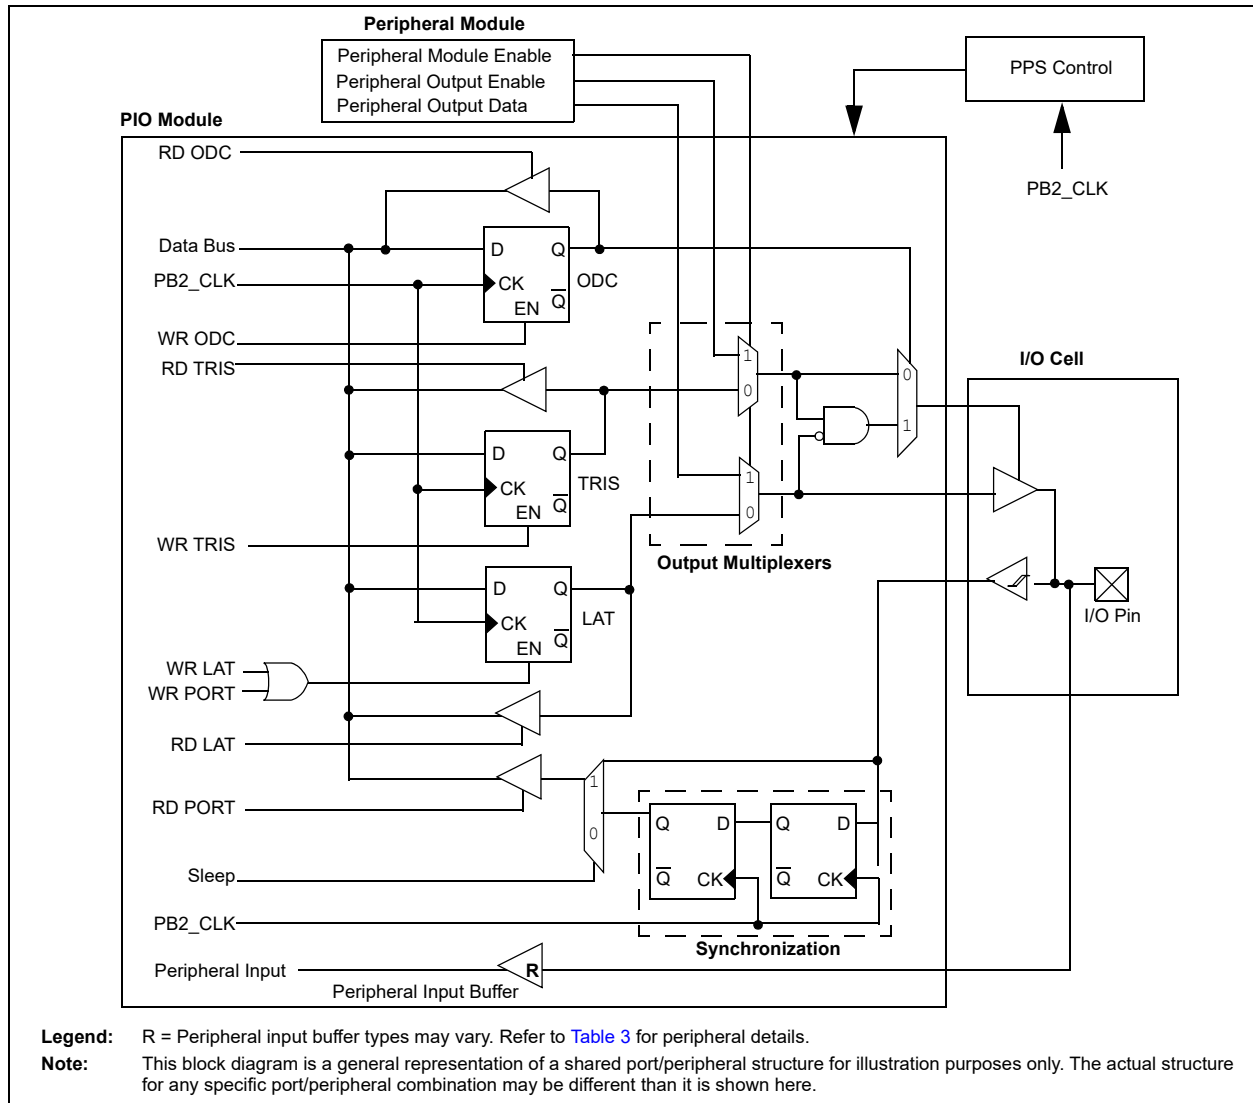 Peripheral Module
Peripheral Module Enable
Peripheral Output Enable
Peripheral Output Data
PPS Control
PB2_CLK
PIO Module
RD ODC
Data Bus
D
Q
PB2_CLK
CK
ODC
EN
Q̅
WR ODC
RD TRIS
1
0
I/O Cell
0
1
D
Q
CK
TRIS
EN
Q̅
1
0
WR TRIS
Output Multiplexers
D
Q
CK
LAT
EN
Q̅
I/O Pin
WR LAT
WR PORT
RD LAT
RD PORT
1
0
Q
D
Q
D
Q̅
CK
Q̅
CK
Sleep
PB2_CLK
Synchronization
Peripheral Input
R
Peripheral Input Buffer
Legend: R = Peripheral input buffer types may vary. Refer to Table 3 for peripheral details.
Note: This block diagram is a general representation of a shared port/peripheral structure for illustration purposes only. The actual structure
for any specific port/peripheral combination may be different than it is shown here.